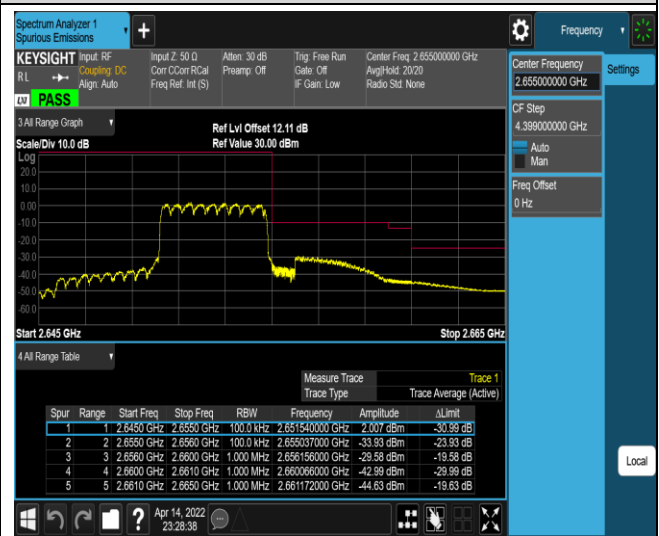 Spectrum Analyzer 1
Spurious Emissions
Frequency
KEYSIGHT Input: RF Input Z: 50 Ω Atten: 30 dB Trig: Free Run Center Freq: 2.655000000 GHz
RL Coupling: DC Corr CCorr RCal Preamp: Off Gate: Off Avg|Hold: 20/20
Align: Auto Freq Ref: Int (S) IF Gain: Low Radio Std: None
LXI PASS
Center Frequency
2.655000000 GHz
Settings
CF Step
4.399000000 GHz
Auto
Man
Freq Offset
0 Hz
3 All Range Graph
Ref Lvl Offset 12.11 dB
Scale/Div 10.0 dB Ref Value 30.00 dBm
Log
20.0
10.0
0.00
-10.0
-20.0
-30.0
-40.0
-50.0
-60.0
Start 2.645 GHz Stop 2.665 GHz
4 All Range Table
Measure Trace Trace 1
Trace Type Trace Average (Active)
Spur Range Start Freq Stop Freq RBW Frequency Amplitude ΔLimit
1 1 2.6450 GHz 2.6550 GHz 100.0 kHz 2.651540000 GHz 2.007 dBm -30.99 dB
2 2 2.6550 GHz 2.6560 GHz 100.0 kHz 2.655037000 GHz -33.93 dBm -23.93 dB
3 3 2.6560 GHz 2.6600 GHz 1.000 MHz 2.656156000 GHz -29.58 dBm -19.58 dB
4 4 2.6600 GHz 2.6610 GHz 1.000 MHz 2.660066000 GHz -42.99 dBm -29.99 dB
5 5 2.6610 GHz 2.6650 GHz 1.000 MHz 2.661172000 GHz -44.63 dBm -19.63 dB
Local
Apr 14, 2022
23:28:38